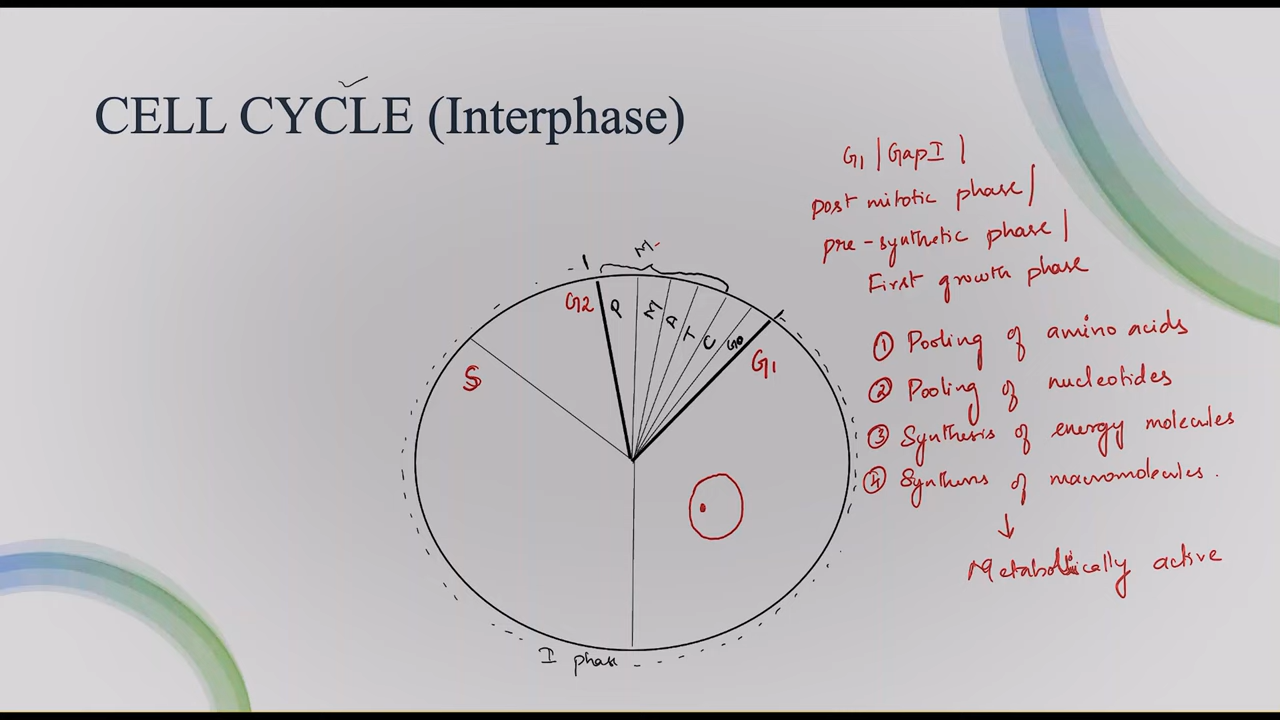 CELL CYCLE (Interphase)
G1 | Gap I |
post mitotic phase |
pre-synthetic phase |
First growth phase
① Pooling of amino acids
② Pooling of nucleotides
③ Synthesis of energy molecules
④ Synthesis of macromolecules.
↓
Metabolically active
M
G2
P
M
A
T
C
G0
G1
S
I phase